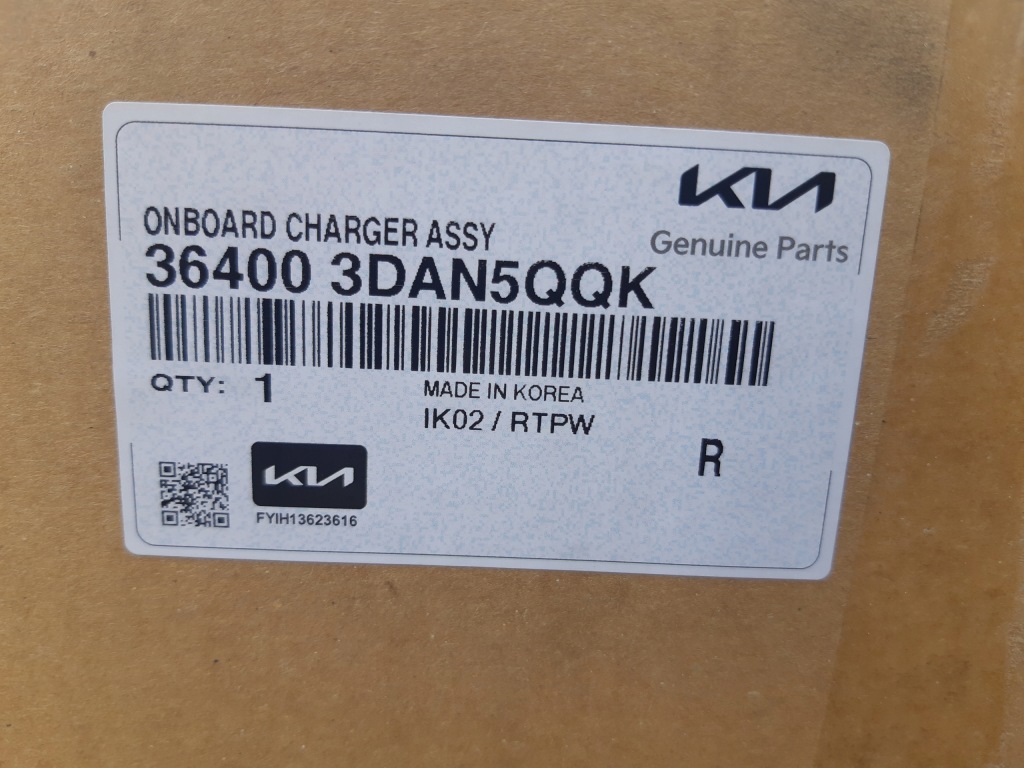 KIA
Genuine Parts
ONBOARD CHARGER ASSY
36400 3DAN5QQK
QTY: 1
MADE IN KOREA
IK02 / RTPW
R
KIA
FYIH13623616